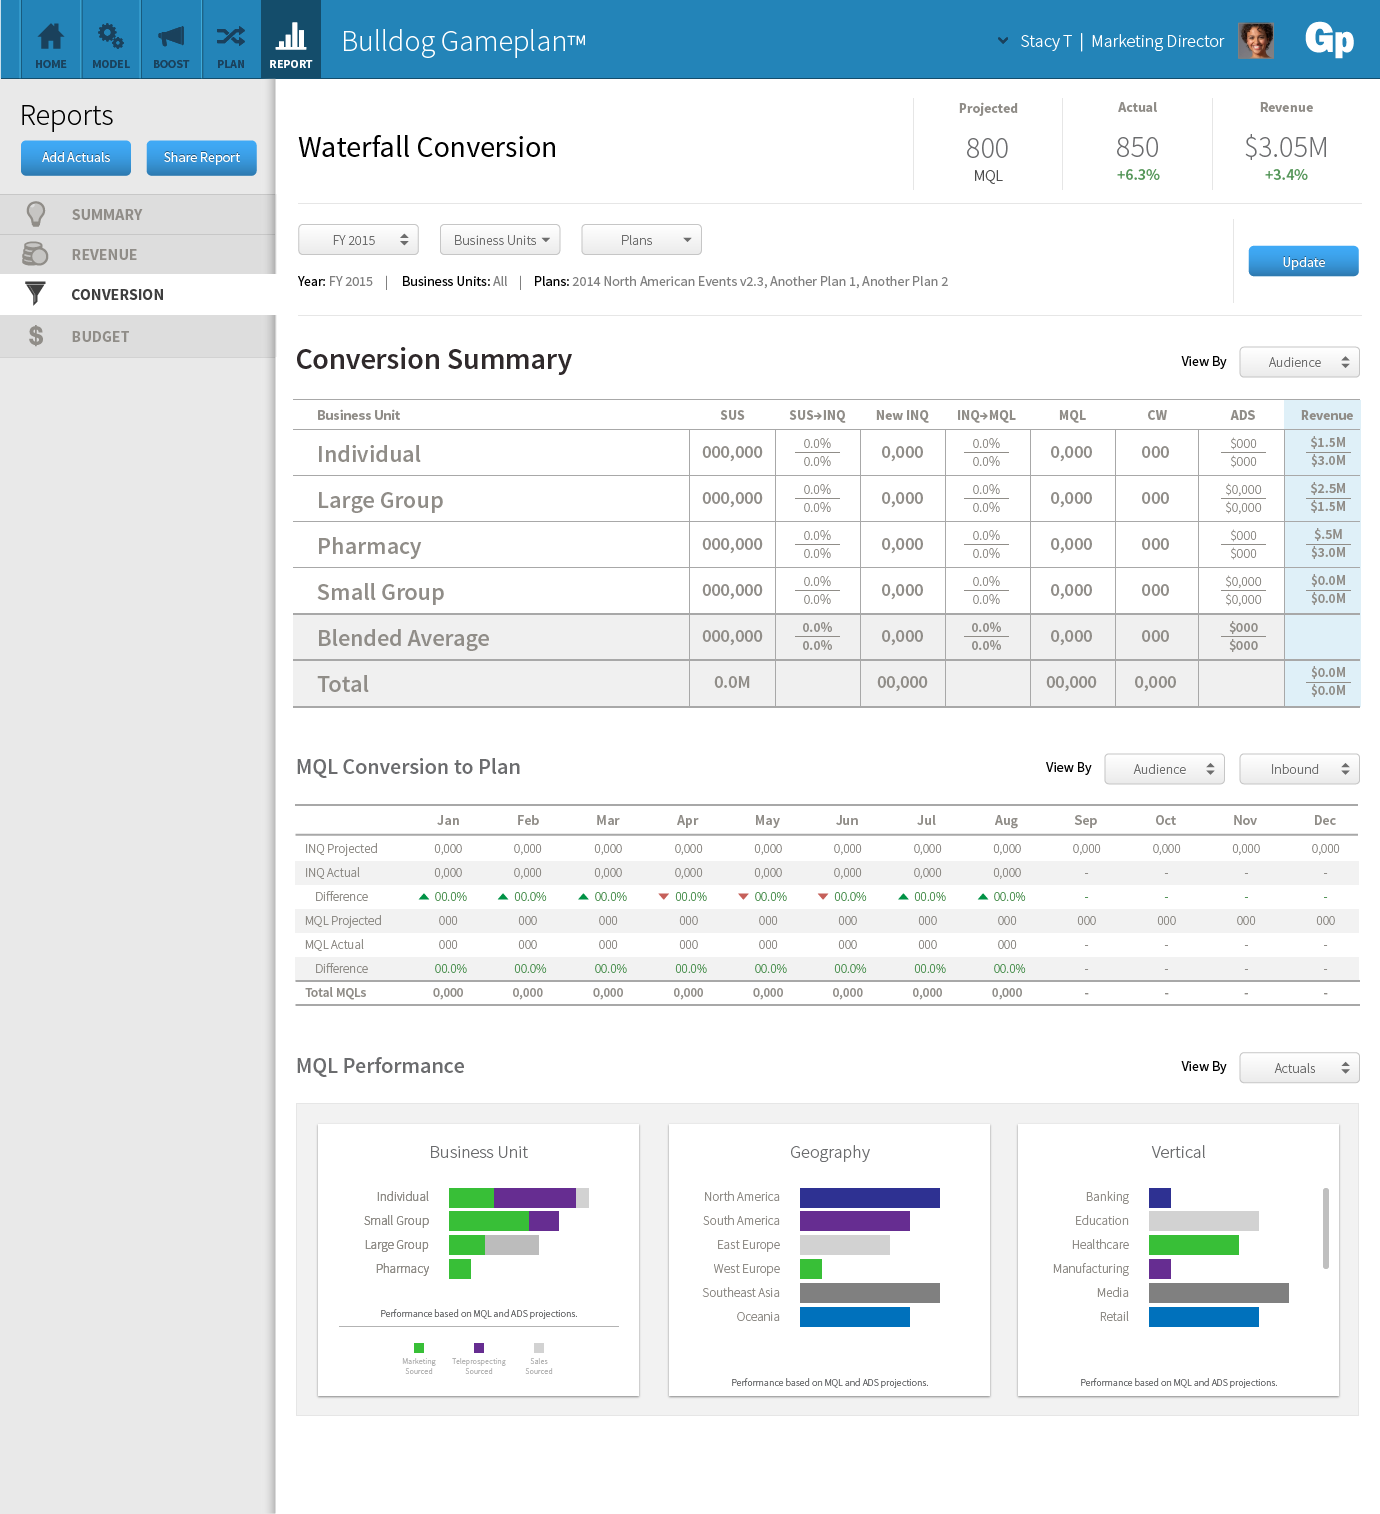 HOME MODEL BOOST PLAN REPORT
Bulldog Gameplan™
Stacy T | Marketing Director
Gp
Reports
Add Actuals Share Report
SUMMARY
REVENUE
CONVERSION
BUDGET
Waterfall Conversion
Projected Actual Revenue
800 850 $3.05M
MQL +6.3% +3.4%
FY 2015 Business Units Plans
Update
Year: FY 2015 | Business Units: All | Plans: 2014 North American Events v2.3, Another Plan 1, Another Plan 2
Conversion Summary
View By Audience
Business Unit SUS SUS→INQ New INQ INQ→MQL MQL CW ADS Revenue
Individual 000,000 0.0% 0.0% 0,000 0.0% 0.0% 0,000 000 $000 $000 $1.5M $3.0M
Large Group 000,000 0.0% 0.0% 0,000 0.0% 0.0% 0,000 000 $0,000 $0,000 $2.5M $1.5M
Pharmacy 000,000 0.0% 0.0% 0,000 0.0% 0.0% 0,000 000 $000 $000 $.5M $3.0M
Small Group 000,000 0.0% 0.0% 0,000 0.0% 0.0% 0,000 000 $0,000 $0,000 $0.0M $0.0M
Blended Average 000,000 0.0% 0.0% 0,000 0.0% 0.0% 0,000 000 $000 $000
Total 0.0M 00,000 00,000 0,000 $0.0M $0.0M
MQL Conversion to Plan
View By Audience Inbound
Jan Feb Mar Apr May Jun Jul Aug Sep Oct Nov Dec
INQ Projected 0,000 0,000 0,000 0,000 0,000 0,000 0,000 0,000 0,000 0,000 0,000 0,000
INQ Actual 0,000 0,000 0,000 0,000 0,000 0,000 0,000 0,000 - - - -
Difference 00.0% 00.0% 00.0% 00.0% 00.0% 00.0% 00.0% 00.0% - - - -
MQL Projected 000 000 000 000 000 000 000 000 000 000 000 000
MQL Actual 000 000 000 000 000 000 000 000 - - - -
Difference 00.0% 00.0% 00.0% 00.0% 00.0% 00.0% 00.0% 00.0% - - - -
Total MQLs 0,000 0,000 0,000 0,000 0,000 0,000 0,000 0,000 - - - -
MQL Performance
View By Actuals
Business Unit
Individual
Small Group
Large Group
Pharmacy
Performance based on MQL and ADS projections.
Marketing Sourced
Teleprospecting Sourced
Sales Sourced
Geography
North America
South America
East Europe
West Europe
Southeast Asia
Oceania
Performance based on MQL and ADS projections.
Vertical
Banking
Education
Healthcare
Manufacturing
Media
Retail
Performance based on MQL and ADS projections.